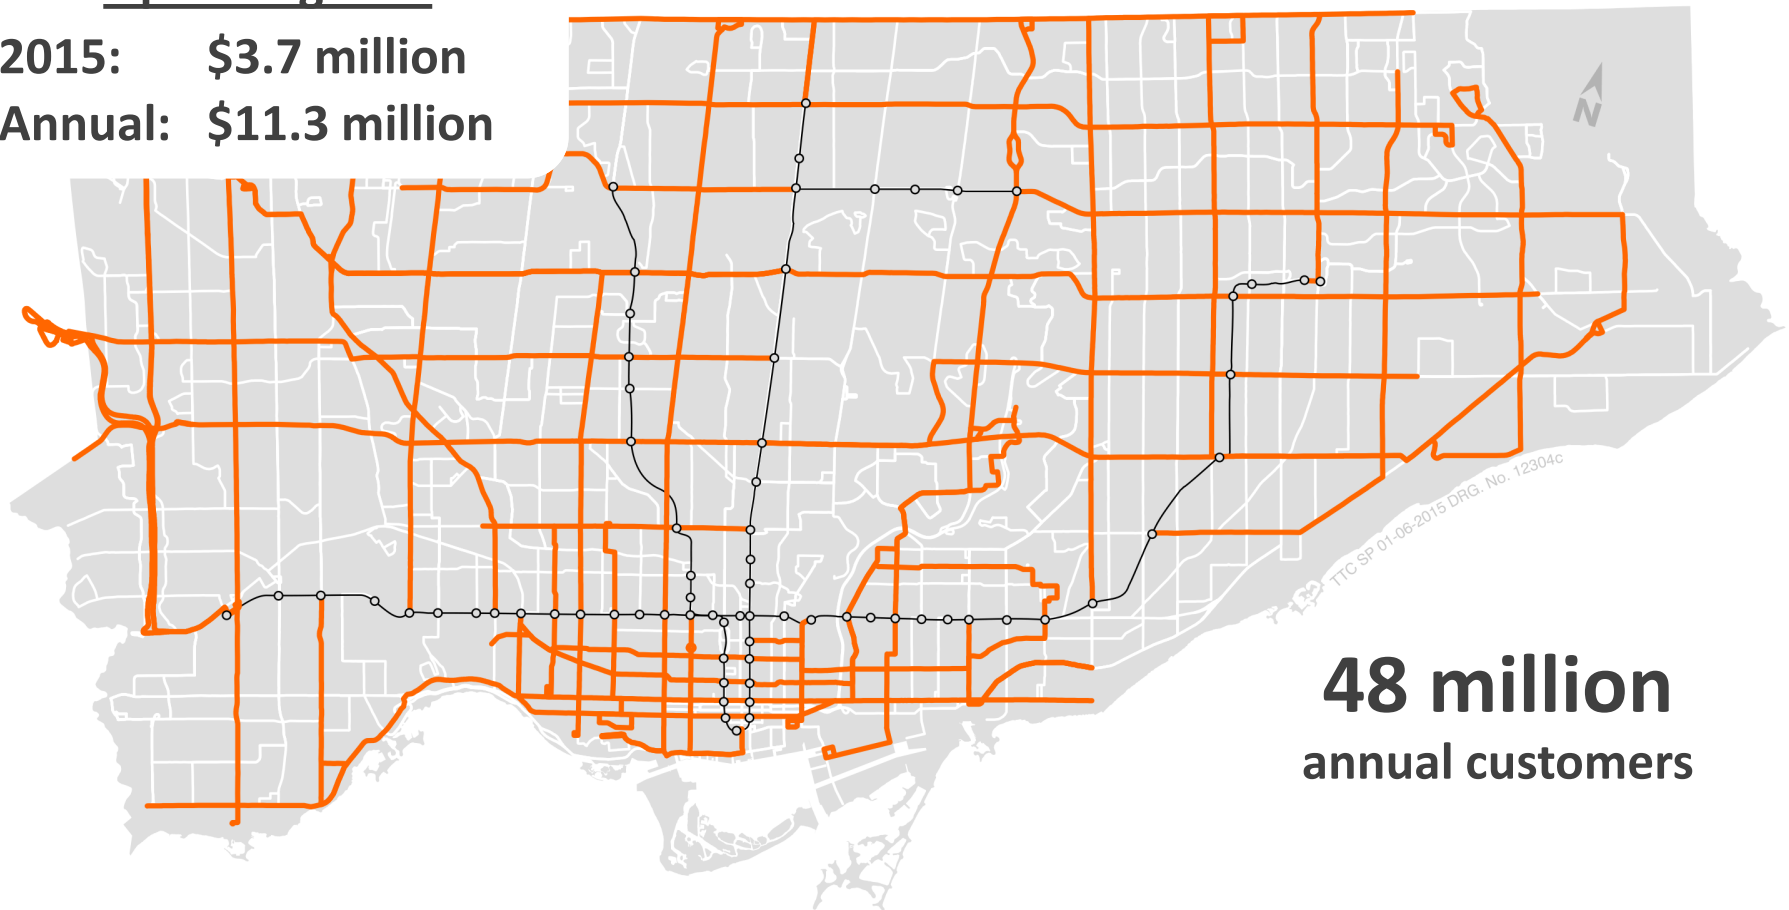 2015: $3.7 million
Annual: $11.3 million
N
TTC SP 01-06-2015 DRG. No. 12304c
48 million
annual customers